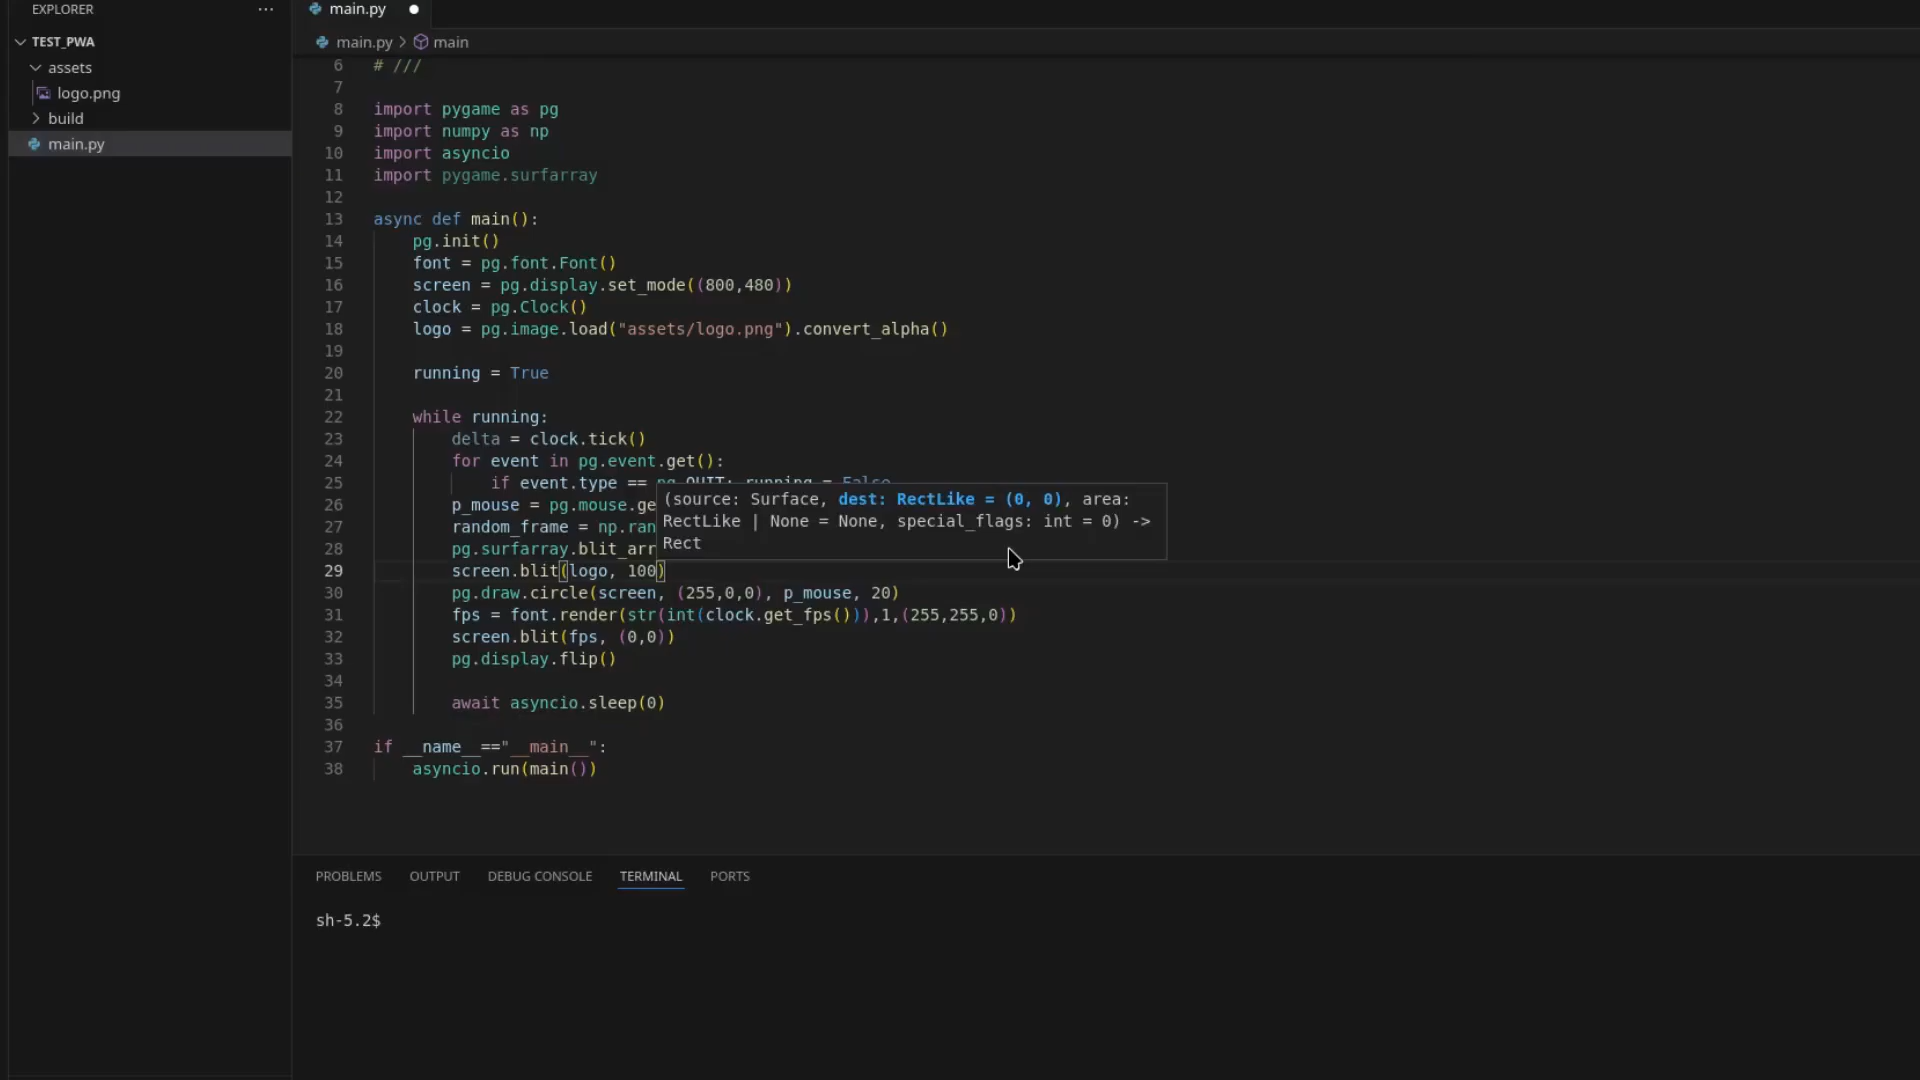 EXPLORER
TEST_PWA
assets
logo.png
build
main.py
main.py
main.py > main
6 # ///
7
8 import pygame as pg
9 import numpy as np
10 import asyncio
11 import pygame.surfarray
12
13 async def main():
14 pg.init()
15 font = pg.font.Font()
16 screen = pg.display.set_mode((800,480))
17 clock = pg.Clock()
18 logo = pg.image.load("assets/logo.png").convert_alpha()
19
20 running = True
21
22 while running:
23 delta = clock.tick()
24 for event in pg.event.get():
25 if event.type == pg.QUIT: running = False
26 p_mouse = pg.mouse.ge
27 random_frame = np.ran
28 pg.surfarray.blit_arr
(source: Surface, dest: RectLike = (0, 0), area:
RectLike | None = None, special_flags: int = 0) ->
Rect
29 screen.blit(logo, 100)
30 pg.draw.circle(screen, (255,0,0), p_mouse, 20)
31 fps = font.render(str(int(clock.get_fps())),1,(255,255,0))
32 screen.blit(fps, (0,0))
33 pg.display.flip()
34
35 await asyncio.sleep(0)
36
37 if __name__=="__main__":
38 asyncio.run(main())
PROBLEMS OUTPUT DEBUG CONSOLE TERMINAL PORTS
sh-5.2$